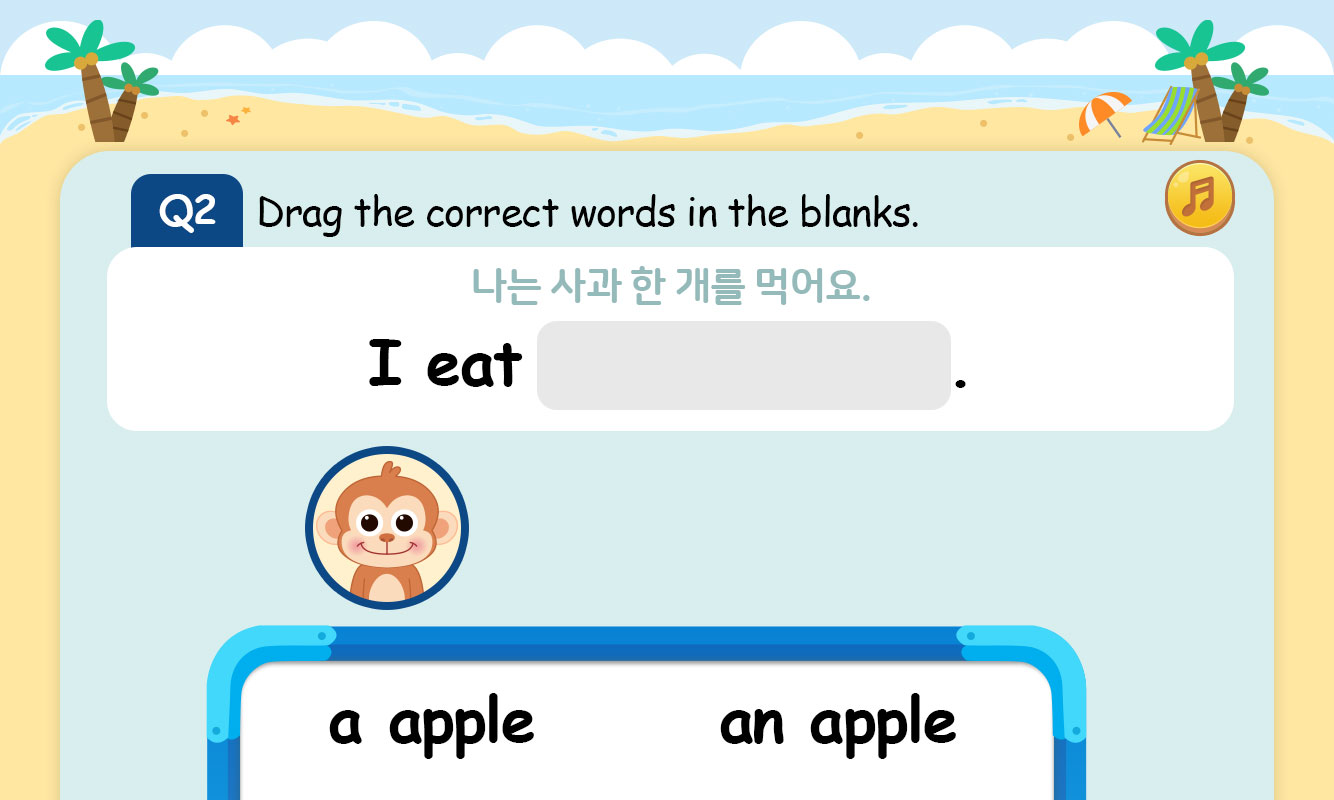 Q2 Drag the correct words in the blanks.
나는 사과 한 개를 먹어요.
I eat .
a apple an apple